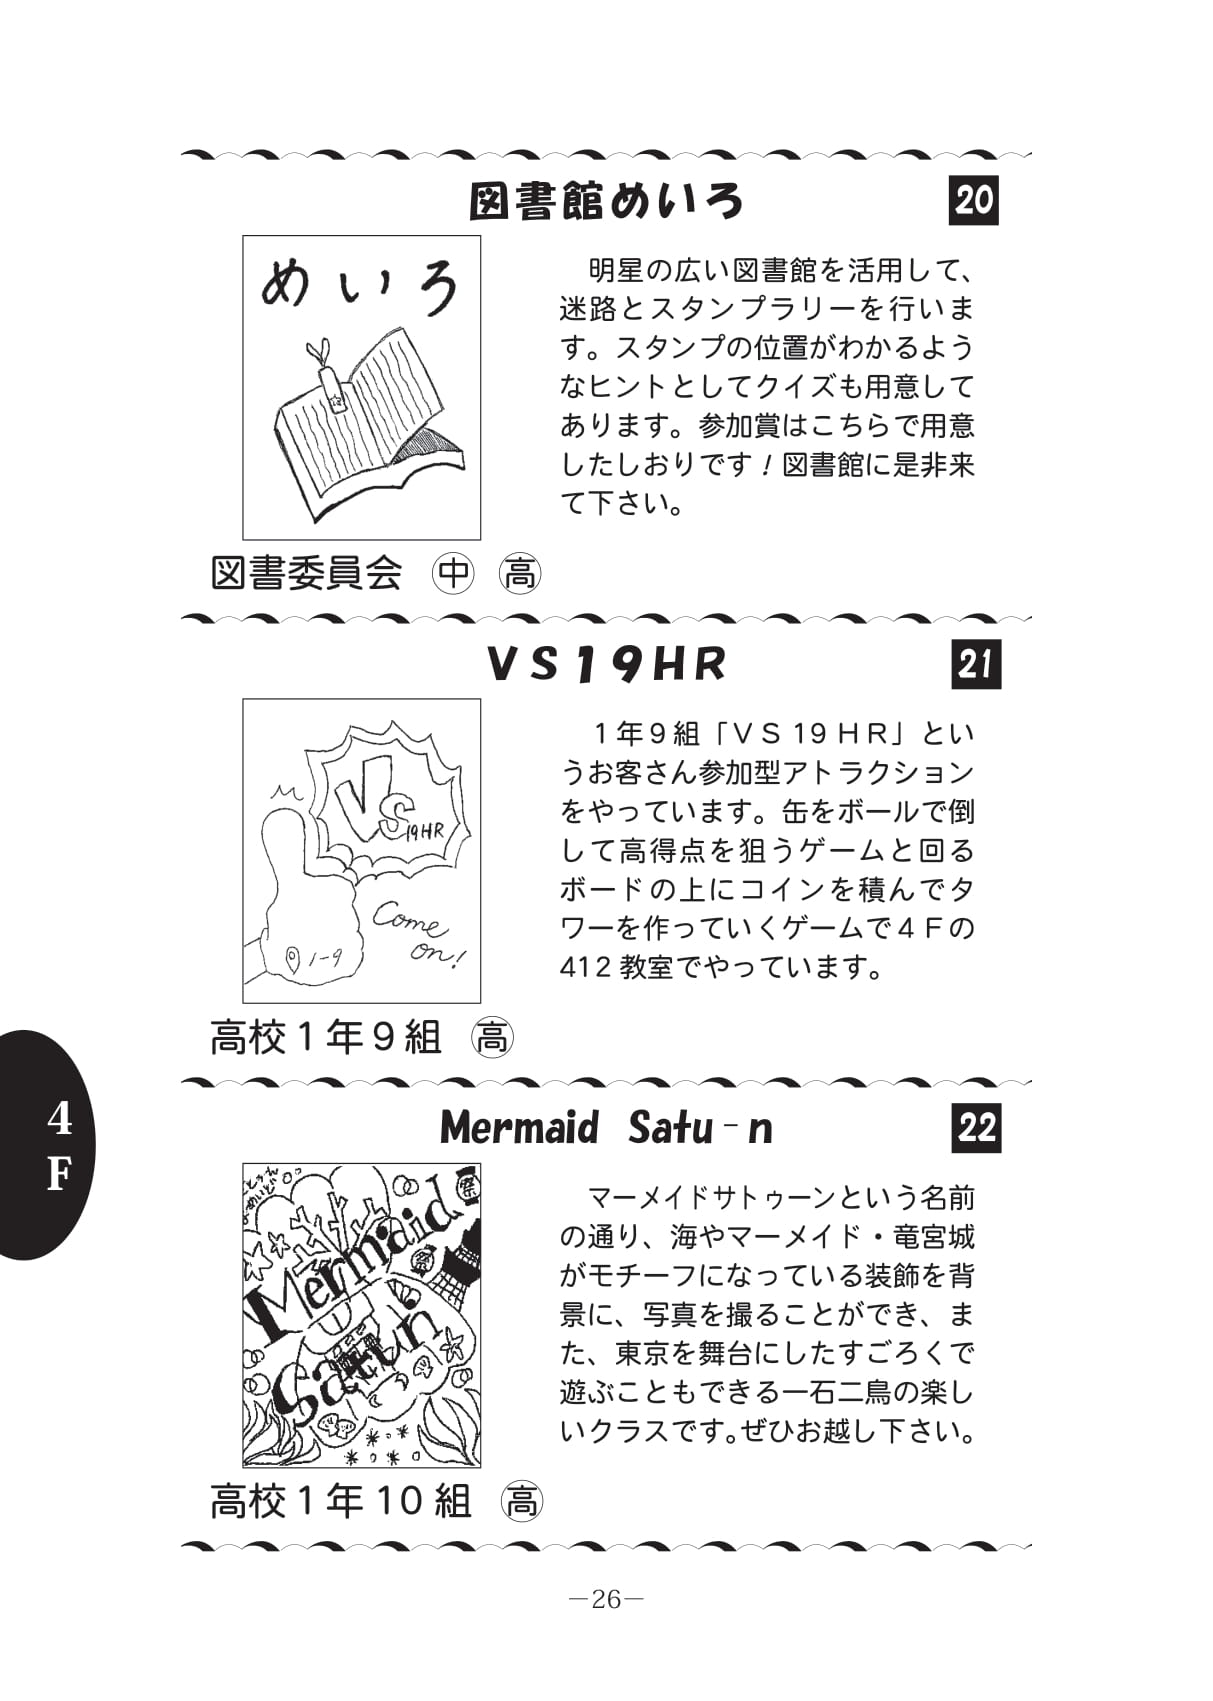 図書館めいろ
20
めいろ
明星の広い図書館を活用して、
迷路とスタンプラリーを行いま
す。スタンプの位置がわかるよう
なヒントとしてクイズも用意して
あります。参加賞はこちらで用意
したしおりです！図書館に是非来
て下さい。
図書委員会 ㊥ 高
VS19HR
21
VS
19HR
Come
on!
1-9
1年9組「VS 19 HR」とい
うお客さん参加型アトラクション
をやっています。缶をボールで倒
して高得点を狙うゲームと回る
ボードの上にコインを積んでタ
ワーを作っていくゲームで4Fの
412 教室でやっています。
高校1年9組 高
4
F
Mermaid Satu-n
22
祭
Mermaid
祭
Satun
マーメイドサトゥーンという名前
の通り、海やマーメイド・竜宮城
がモチーフになっている装飾を背
景に、写真を撮ることができ、ま
た、東京を舞台にしたすごろくで
遊ぶこともできる一石二鳥の楽し
いクラスです。ぜひお越し下さい。
高校1年10組 高
—26—